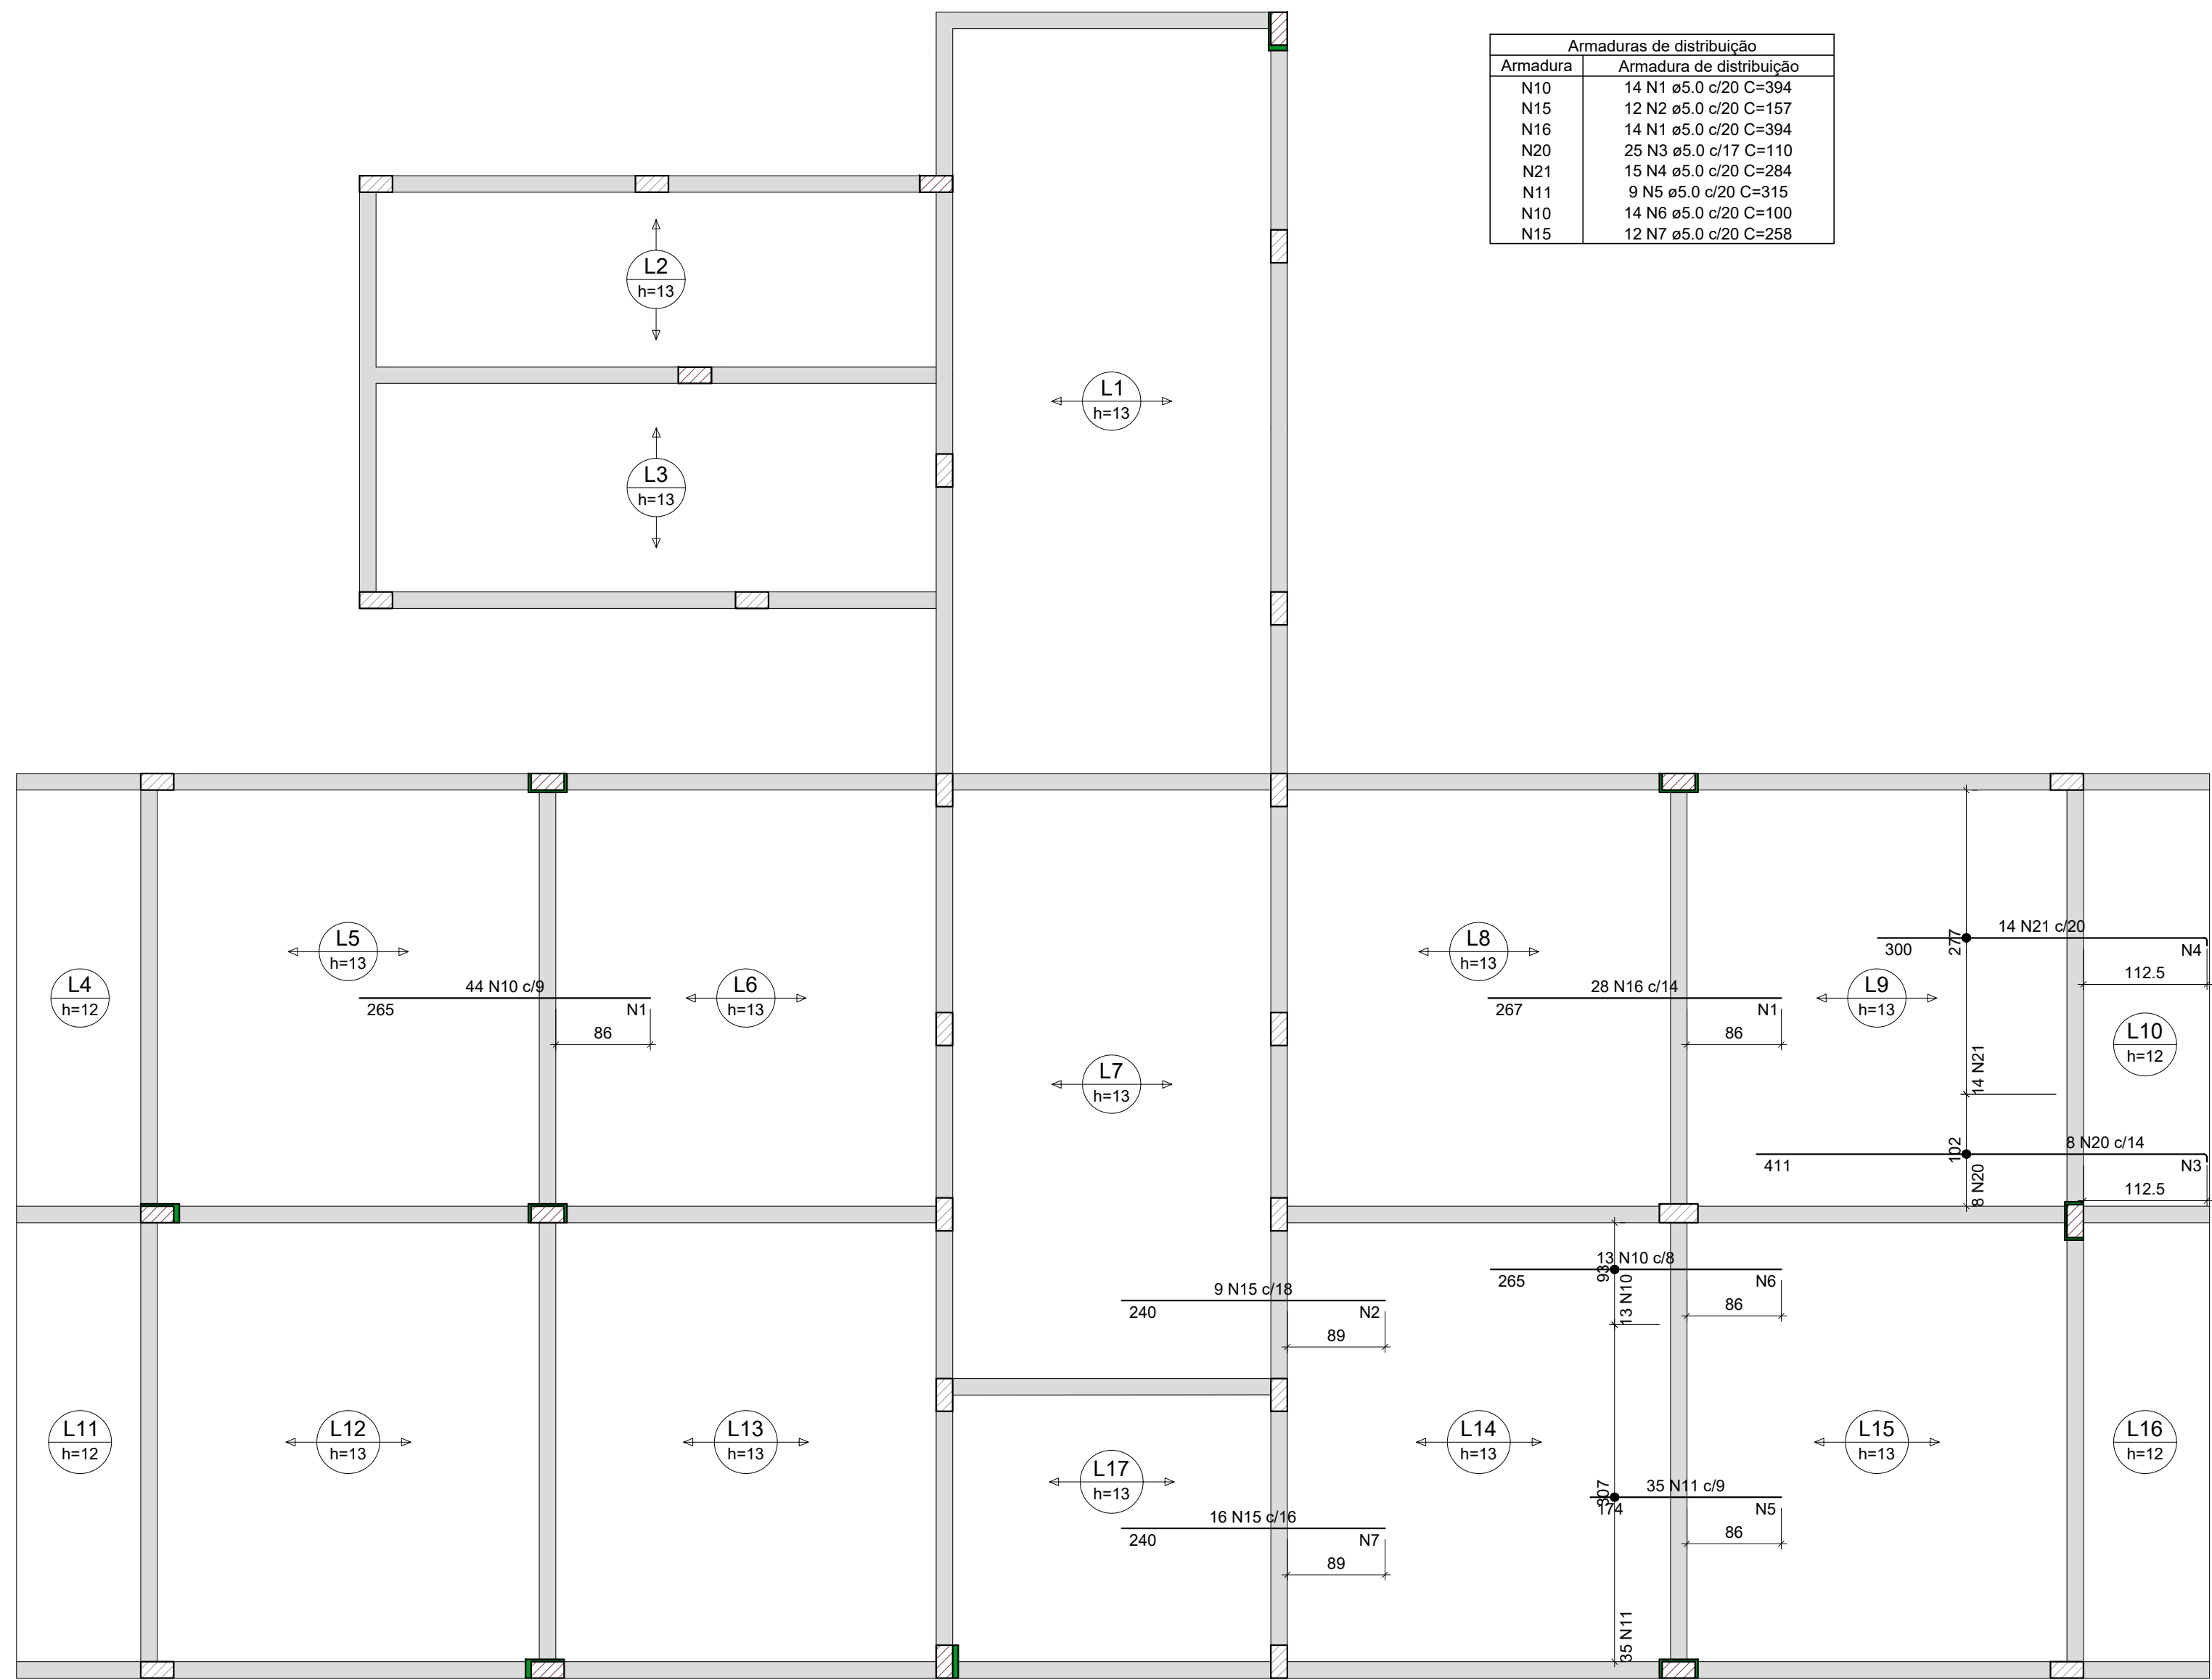 Armaduras de distribuição
Armadura Armadura de distribuição
N10 14 N1 ø5.0 c/20 C=394
N15 12 N2 ø5.0 c/20 C=157
N16 14 N1 ø5.0 c/20 C=394
N20 25 N3 ø5.0 c/17 C=110
N21 15 N4 ø5.0 c/20 C=284
N11 9 N5 ø5.0 c/20 C=315
N10 14 N6 ø5.0 c/20 C=100
N15 12 N7 ø5.0 c/20 C=258
L2
h=13
L1
h=13
L3
h=13
L4
h=12
L5
h=13
44 N10 c/9
265
N1
86
L6
h=13
L7
h=13
L8
h=13
28 N16 c/14
267
N1
86
L9
h=13
14 N21 c/20
300
277
N4
112.5
14 N21
L10
h=12
8 N20 c/14
411
102
N3
112.5
8 N20
13 N10 c/8
265
93
N6
13 N10
86
9 N15 c/18
240
N2
89
L11
h=12
L12
h=13
L13
h=13
L17
h=13
16 N15 c/16
240
N7
89
L14
h=13
35 N11 c/9
307
174
N5
86
35 N11
L15
h=13
L16
h=12